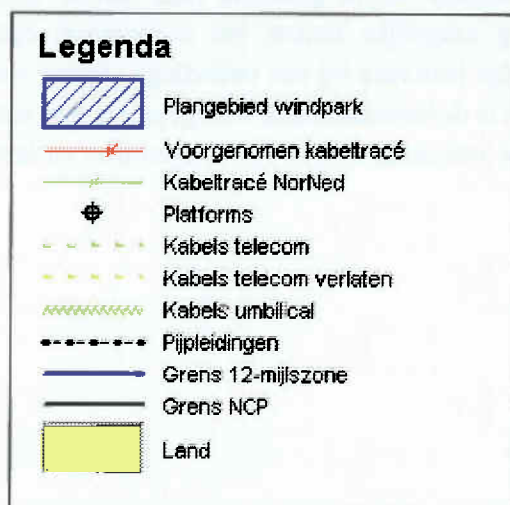 Legenda
Plangebied windpark
Voorgenomen kabeltracé
Kabeltracé NorNed
Platforms
Kabels telecom
Kabels telecom verlaten
Kabels umbilical
Pijpleidingen
Grens 12-mijlszone
Grens NCP
Land